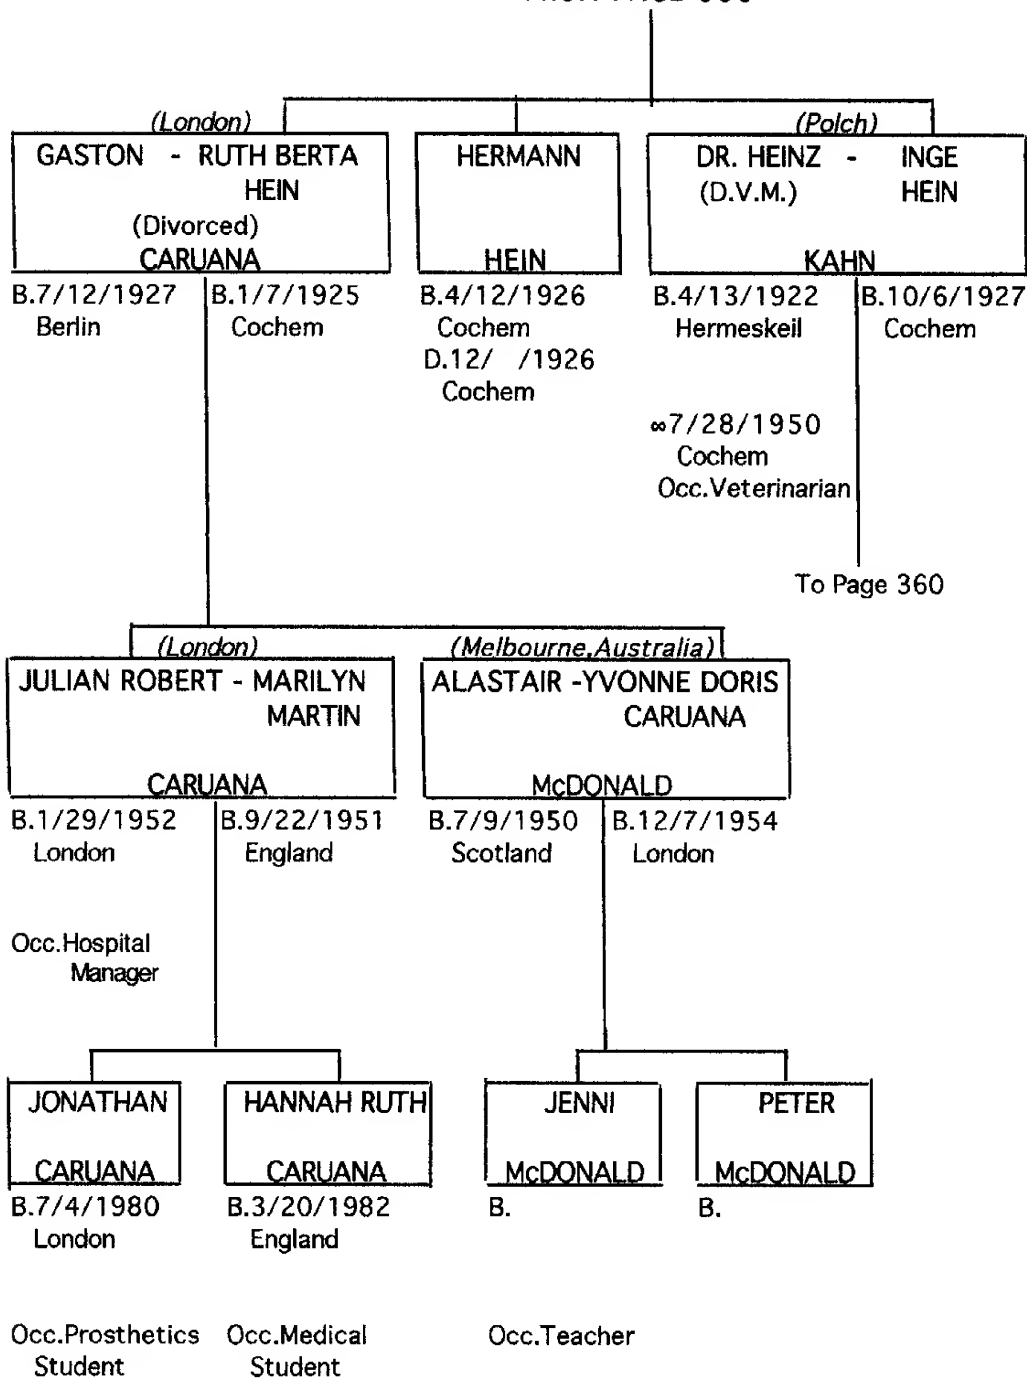 (London)
GASTON - RUTH BERTA
HEIN
(Divorced)
CARUANA
B.7/12/1927 B.1/7/1925
Berlin Cochem
HERMANN
HEIN
B.4/12/1926
Cochem
D.12/ /1926
Cochem
(Polch)
DR. HEINZ - INGE
(D.V.M.) HEIN
KAHN
B.4/13/1922 B.10/6/1927
Hermeskeil Cochem
∞7/28/1950
Cochem
Occ.Veterinarian
To Page 360
(London)
JULIAN ROBERT - MARILYN
MARTIN
CARUANA
B.1/29/1952 B.9/22/1951
London England
Occ.Hospital
Manager
(Melbourne,Australia)
ALASTAIR -YVONNE DORIS
CARUANA
McDONALD
B.7/9/1950 B.12/7/1954
Scotland London
JONATHAN
CARUANA
B.7/4/1980
London
Occ.Prosthetics
Student
HANNAH RUTH
CARUANA
B.3/20/1982
England
Occ.Medical
Student
JENNI
McDONALD
B.
Occ.Teacher
PETER
McDONALD
B.